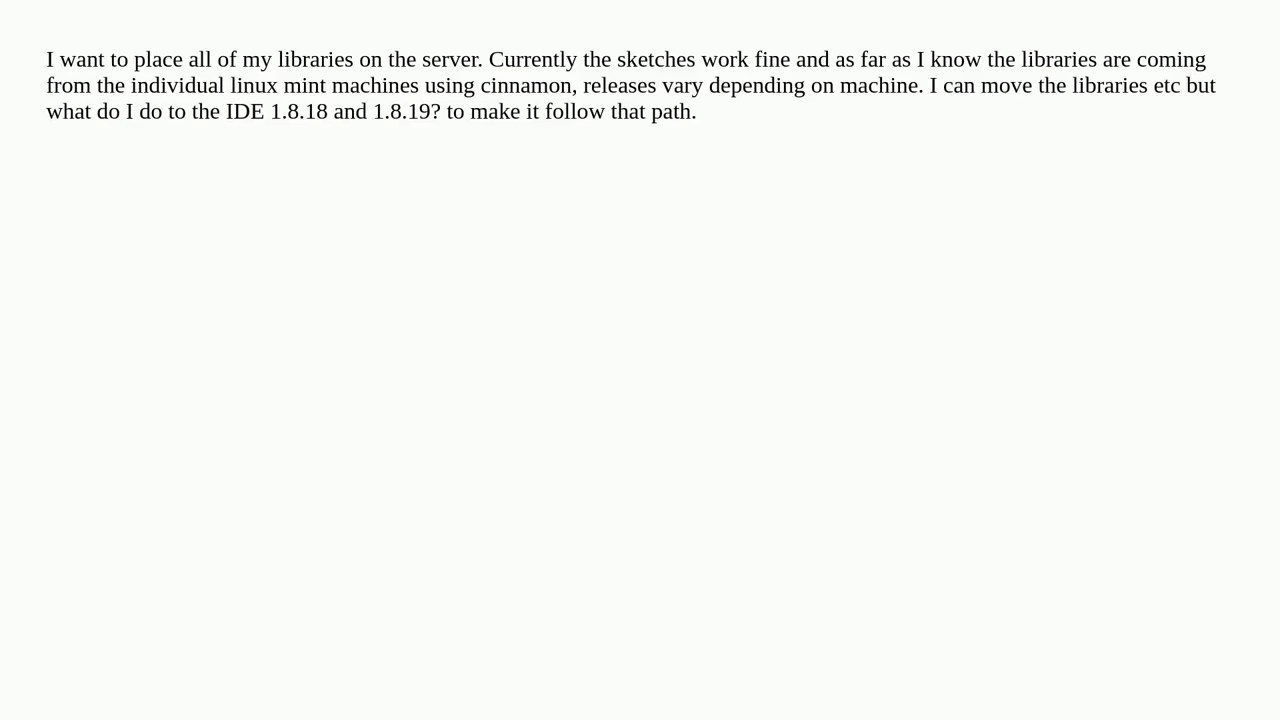 I want to place all of my libraries on the server. Currently the sketches work fine and as far as I know the libraries are coming
from the individual linux mint machines using cinnamon, releases vary depending on machine. I can move the libraries etc but
what do I do to the IDE 1.8.18 and 1.8.19? to make it follow that path.